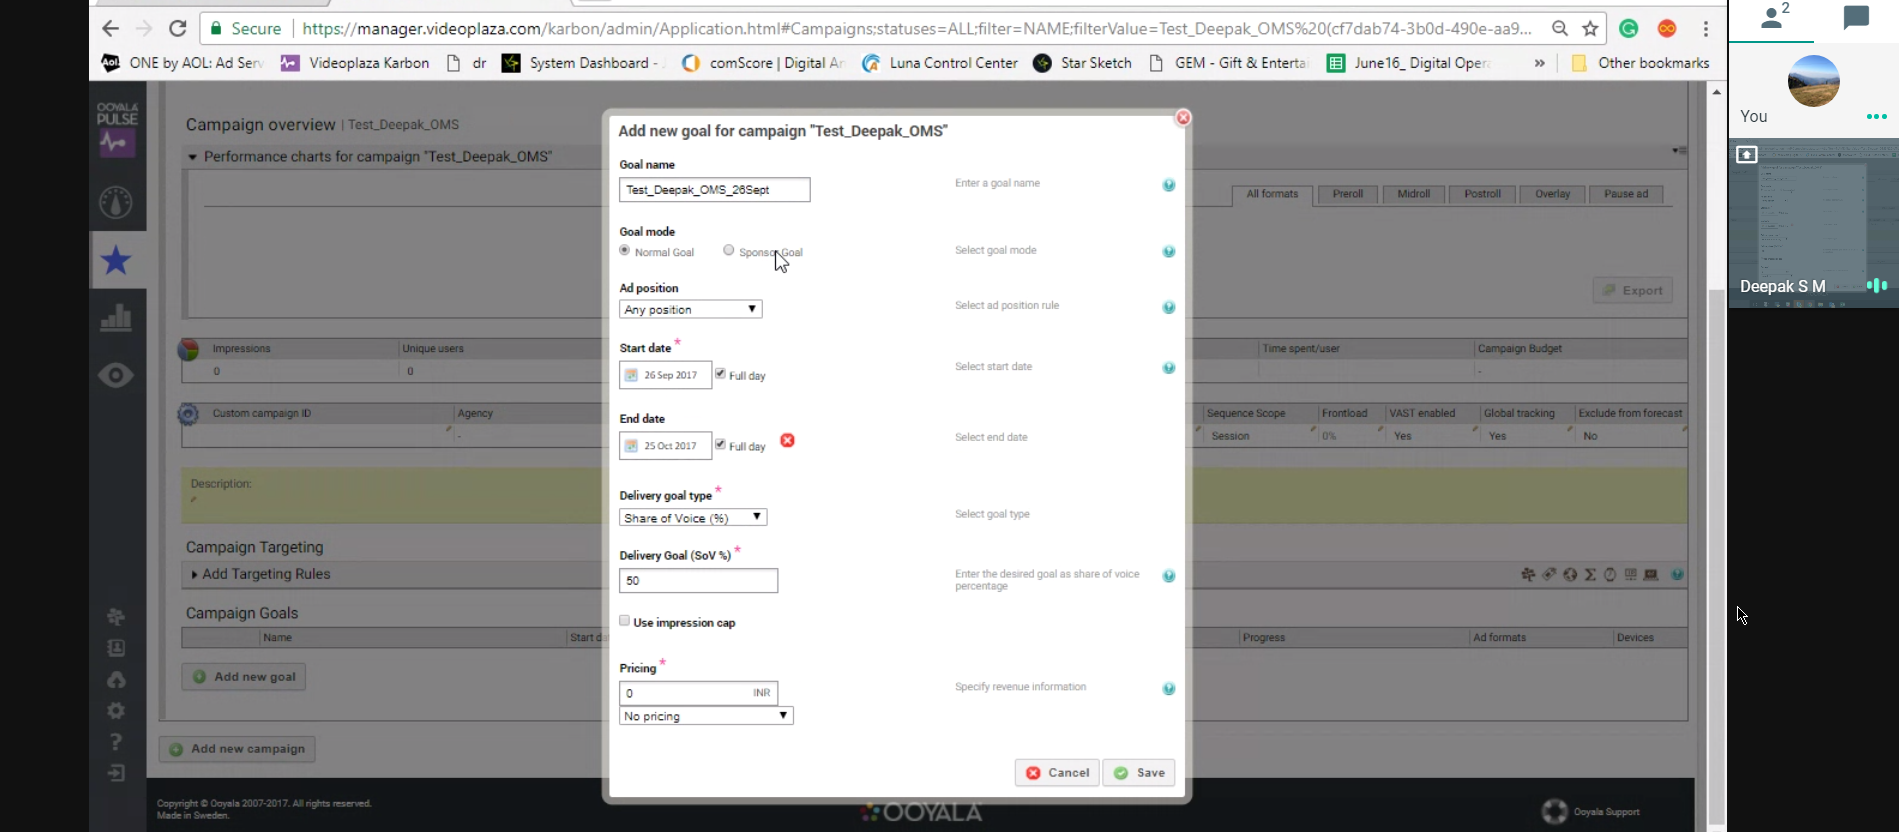 Secure https://manager.videoplaza.com/karbon/admin/Application.html#Campaigns;statuses=ALL;filter=NAME;filterValue=Test_Deepak_OMS%20(cf7dab74-3b0d-490e-aa9...
Aol. ONE by AOL: Ad Serv Videoplaza Karbon dr System Dashboard - comScore | Digital An Luna Control Center Star Sketch GEM - Gift & Enterta June16_ Digital Oper » Other bookmarks
2
You
Deepak S M
OOYALA
PULSE
Campaign overview | Test_Deepak_OMS
Performance charts for campaign "Test_Deepak_OMS"
All formats Preroll Midroll Postroll Overlay Pause ad
Export
Impressions Unique users Time spent/user Campaign Budget
0 0 -
Custom campaign ID Agency Sequence Scope Frontload VAST enabled Global tracking Exclude from forecast
- Session 0% Yes Yes No
Description:
Campaign Targeting
Add Targeting Rules
Campaign Goals
Name Start da Progress Ad formats Devices
Add new goal
Add new campaign
Add new goal for campaign "Test_Deepak_OMS"
Goal name
Test_Deepak_OMS_26Sept Enter a goal name
Goal mode
Normal Goal Sponsor Goal Select goal mode
Ad position
Any position Select ad position rule
Start date *
26 Sep 2017 Full day Select start date
End date
25 Oct 2017 Full day Select end date
Delivery goal type *
Share of Voice (%) Select goal type
Delivery Goal (SoV %) *
50 Enter the desired goal as share of voice
percentage
Use impression cap
Pricing *
0 INR Specify revenue information
No pricing
Cancel Save
Copyright © Ooyala 2007-2017. All rights reserved.
Made in Sweden.
OOYALA
Ooyala Support